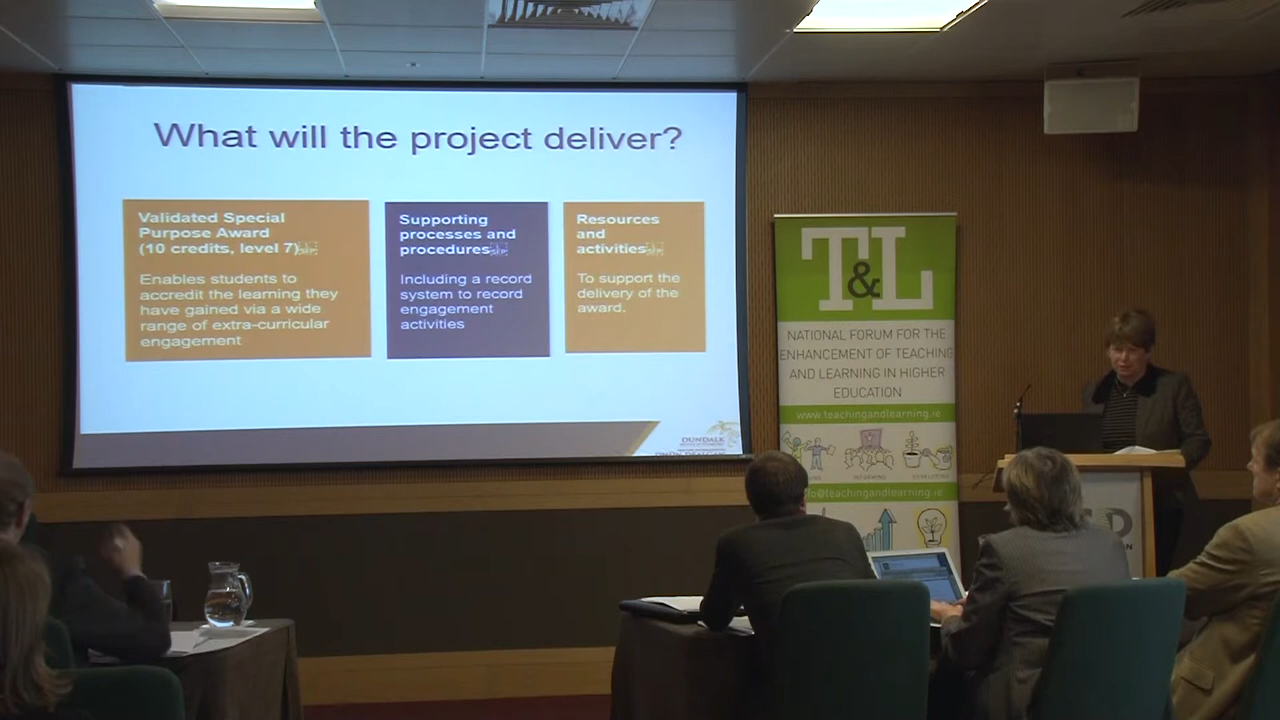 What will the project deliver?
Validated Special
Purpose Award
(10 credits, level 7)
Enables students to
accredit the learning they
have gained via a wide
range of extra-curricular
engagement
Supporting
processes and
procedures
Including a record
system to record
engagement
activities
Resources
and
activities
To support the
delivery of the
award.
DUNDALK
T&L
NATIONAL FORUM FOR THE
ENHANCEMENT OF TEACHING
AND LEARNING IN HIGHER
EDUCATION
www.teachingandlearning.ie
INFORMING
@teachingandlearning.ie